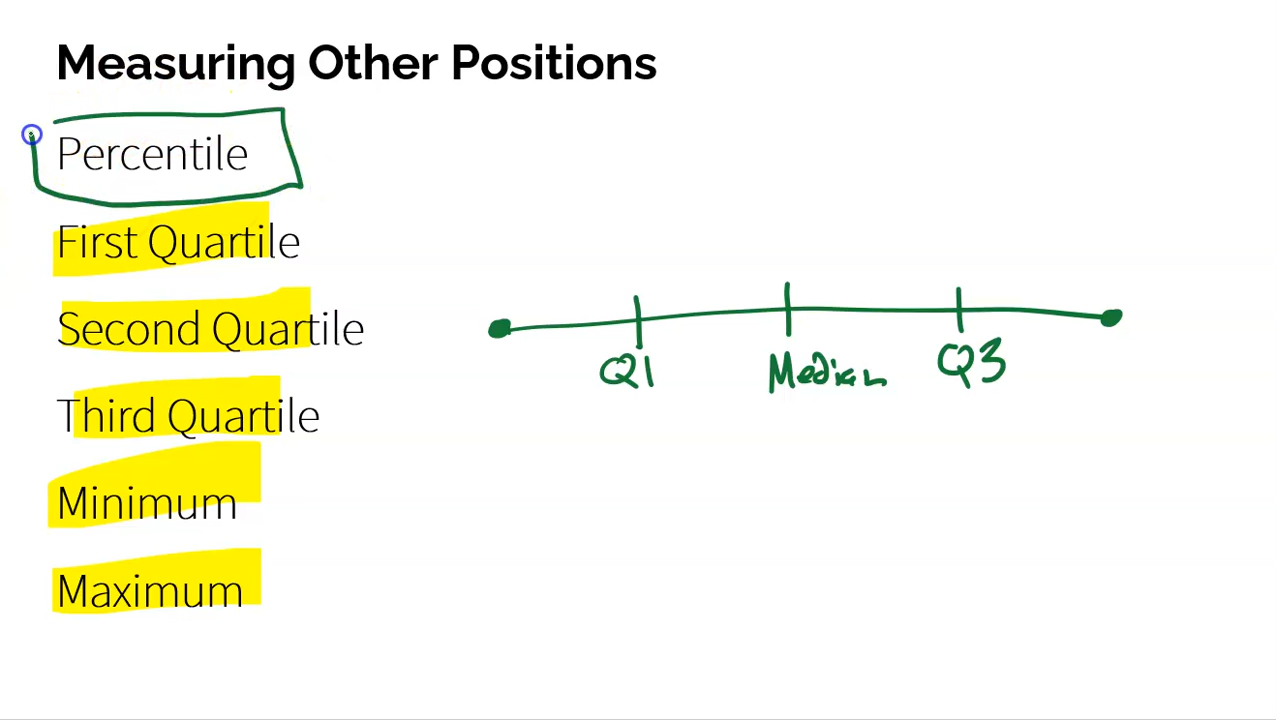 Measuring Other Positions
Percentile
First Quartile
Second Quartile
Third Quartile
Minimum
Maximum
Q1 Median Q3